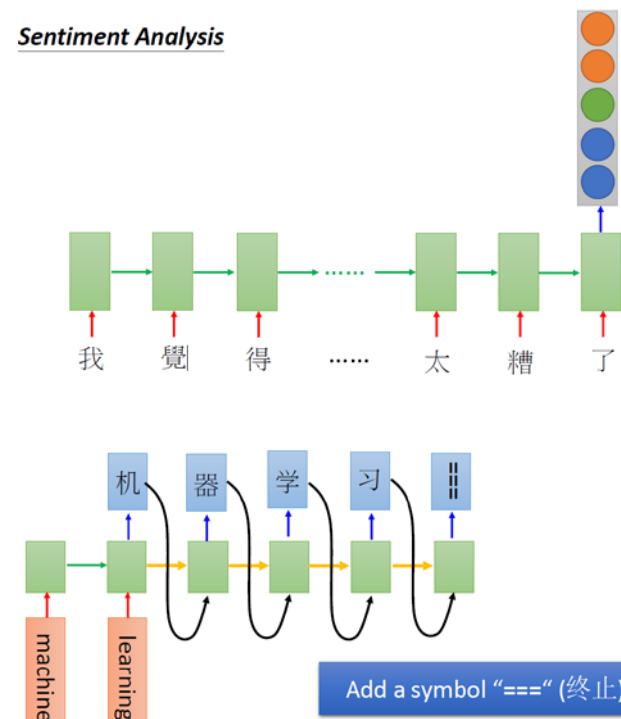 Sentiment Analysis
我 覺 得 …… 太 糟 了
机 器 学 习 ===
machine learning
Add a symbol “===“ (终止)